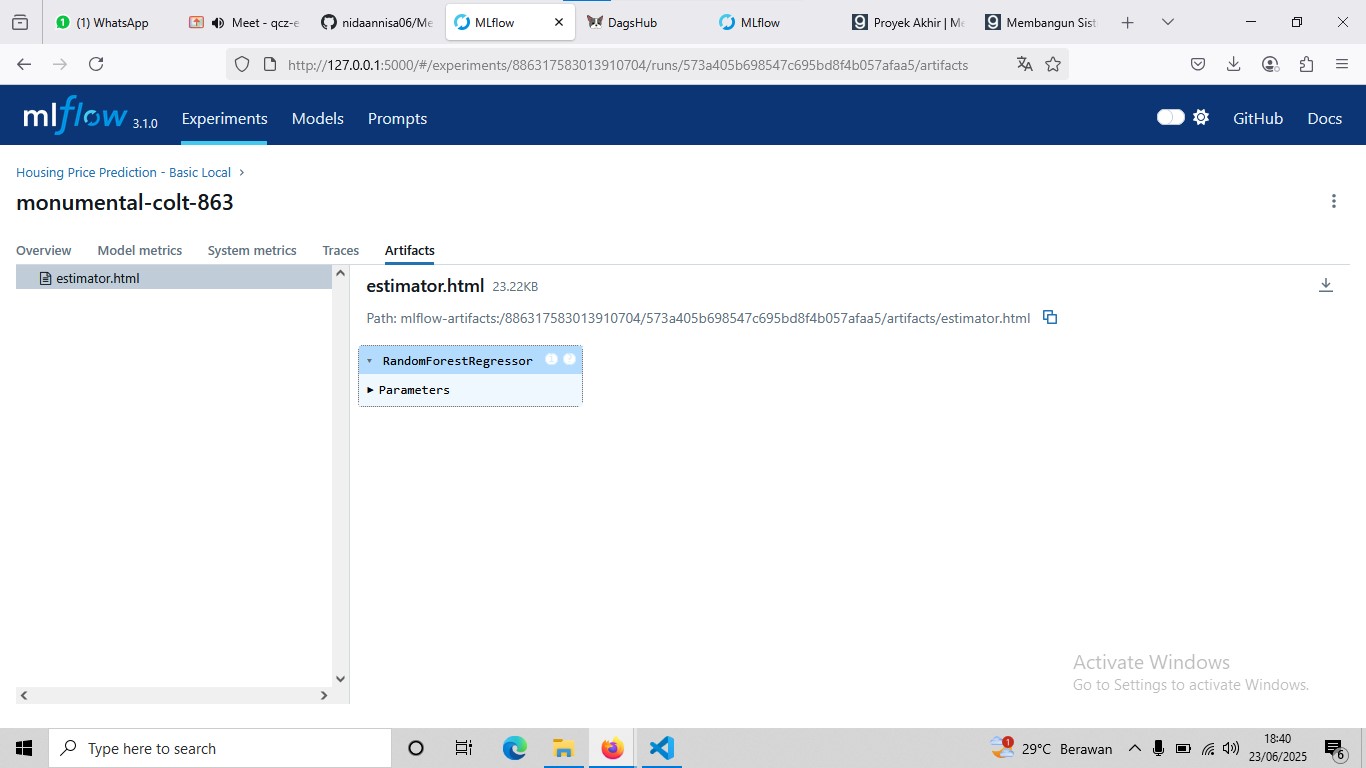 (1) WhatsApp
Meet - qcz-e
nidaannisa06/Me
MLflow
DagsHub
MLflow
Proyek Akhir | Me
Membangun Sist
http://127.0.0.1:5000/#/experiments/886317583013910704/runs/573a405b698547c695bd8f4b057afaa5/artifacts
mlflow 3.1.0
Experiments
Models
Prompts
GitHub
Docs
Housing Price Prediction - Basic Local
monumental-colt-863
Overview
Model metrics
System metrics
Traces
Artifacts
estimator.html
estimator.html 23.22KB
Path: mlflow-artifacts:/886317583013910704/573a405b698547c695bd8f4b057afaa5/artifacts/estimator.html
RandomForestRegressor
Parameters
Activate Windows
Go to Settings to activate Windows.
Type here to search
1
29°C Berawan
18:40
23/06/2025
6